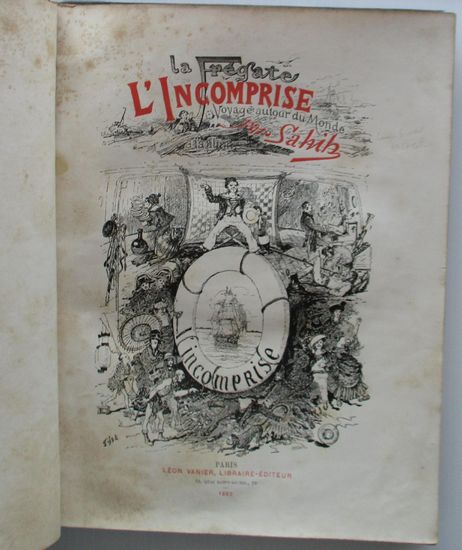 La Frégate
L'INCOMPRISE
Voyage autour du Monde
Sahib
L'INCOMPRISE
PARIS
LÉON VANIER, LIBRAIRE-ÉDITEUR